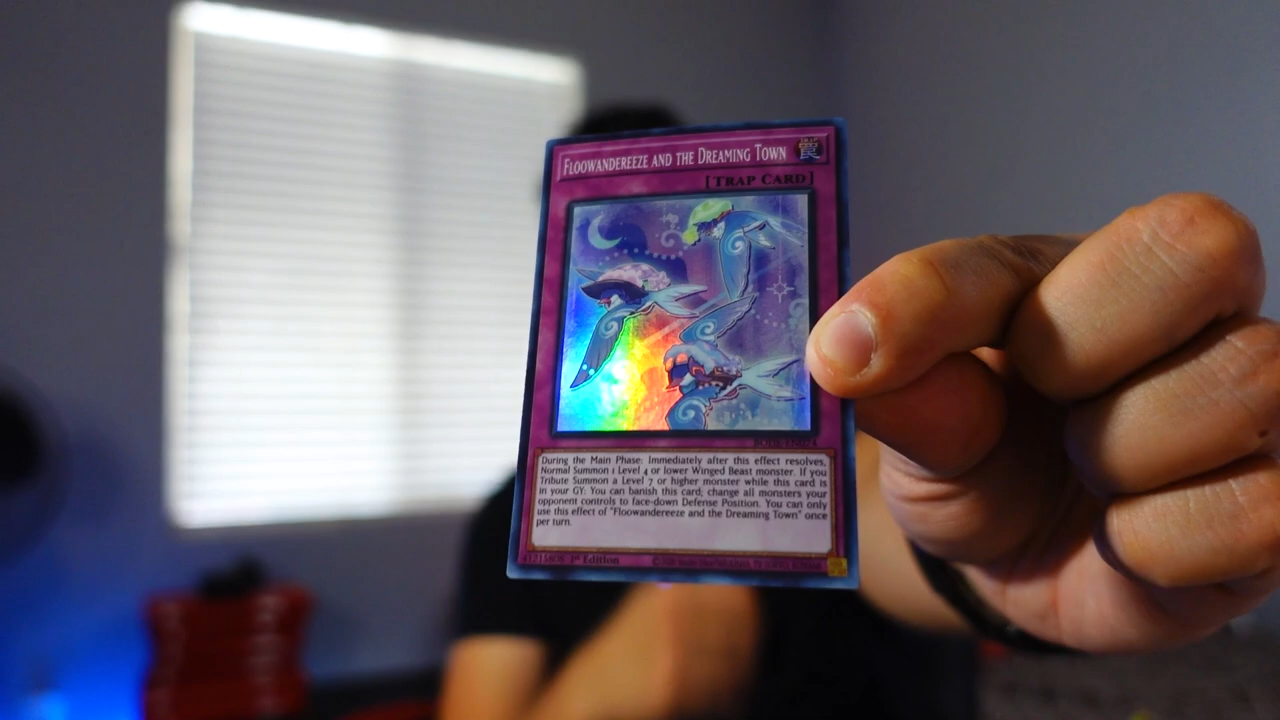 FLOOWANDEREEZE AND THE DREAMING TOWN
TRAP
罠
[TRAP CARD]
BODE-EN074
During the Main Phase: Immediately after this effect resolves,
Normal Summon 1 Level 4 or lower Winged Beast monster. If you
Tribute Summon a Level 7 or higher monster while this card is
in your GY: You can banish this card; change all monsters your
opponent controls to face-down Defense Position. You can only
use this effect of "Floowandereeze and the Dreaming Town" once
per turn.
1st Edition